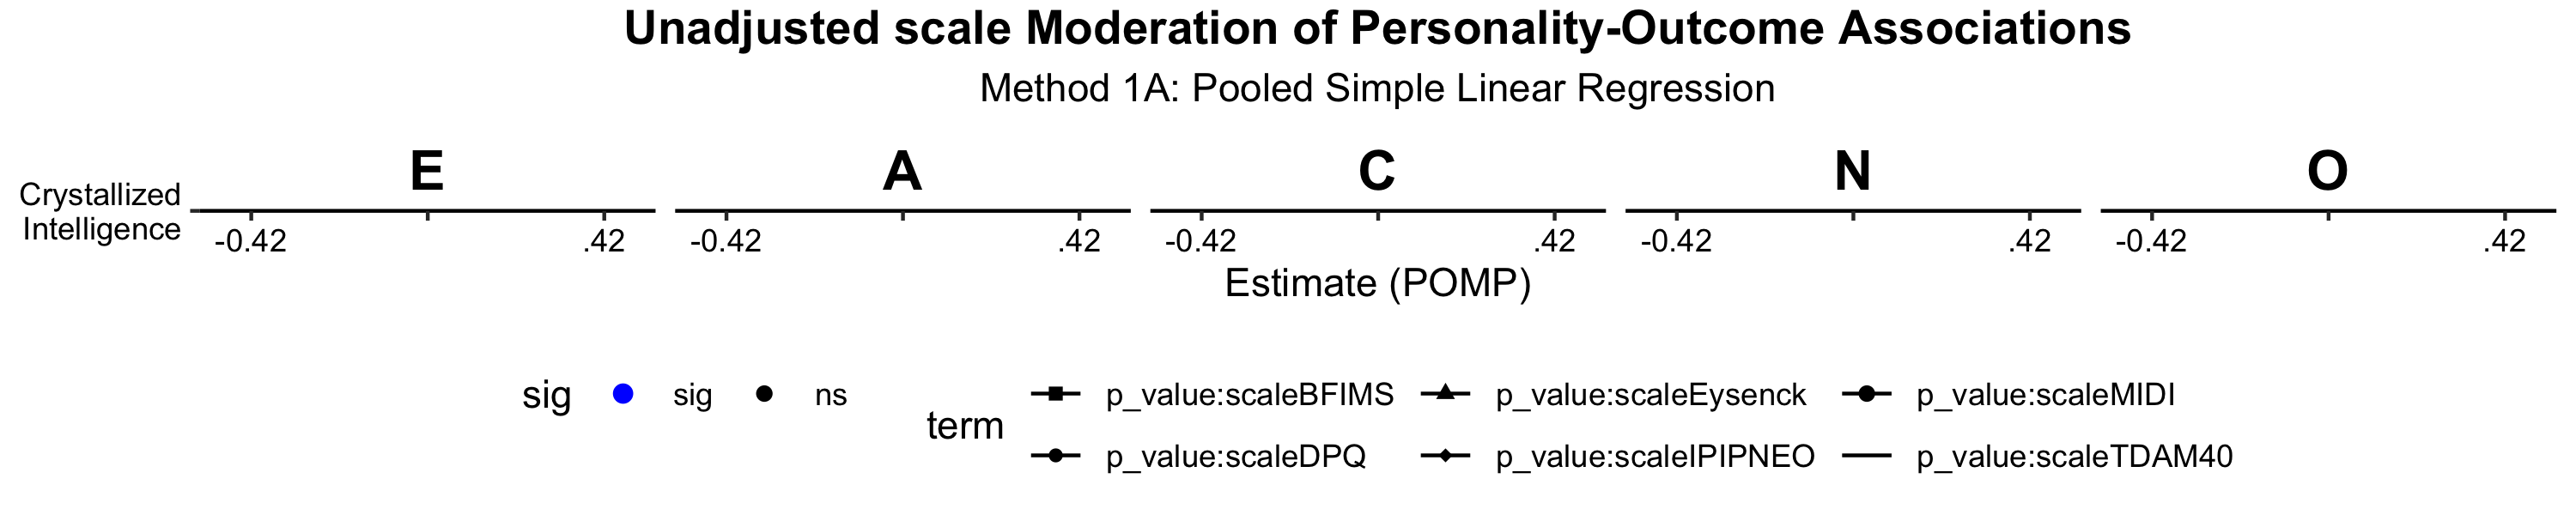 Unadjusted scale Moderation of Personality-Outcome Associations
Method 1A: Pooled Simple Linear Regression
E A C N O
Crystallized
Intelligence
-0.42 .42 -0.42 .42 -0.42 .42 -0.42 .42 -0.42 .42
Estimate (POMP)
sig sig ns
term
p_value:scaleBFIMS p_value:scaleEysenck p_value:scaleMIDI
p_value:scaleDPQ p_value:scaleIPIPNEO p_value:scaleTDAM40